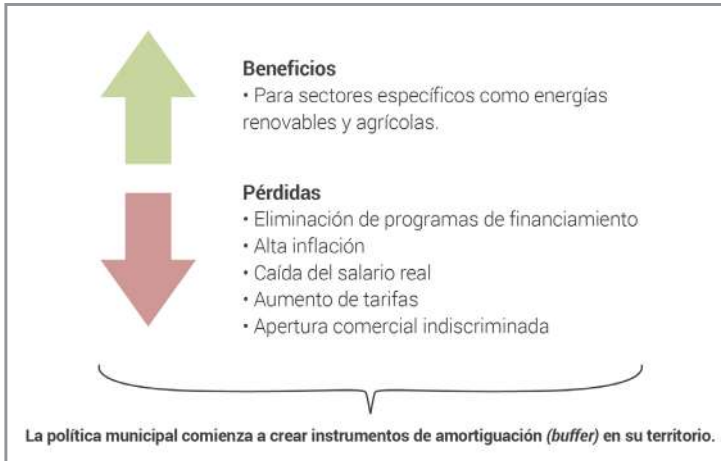 Beneficios
• Para sectores específicos como energías
renovables y agrícolas.
Pérdidas
• Eliminación de programas de financiamiento
• Alta inflación
• Caída del salario real
• Aumento de tarifas
• Apertura comercial indiscriminada
La política municipal comienza a crear instrumentos de amortiguación (buffer) en su territorio.